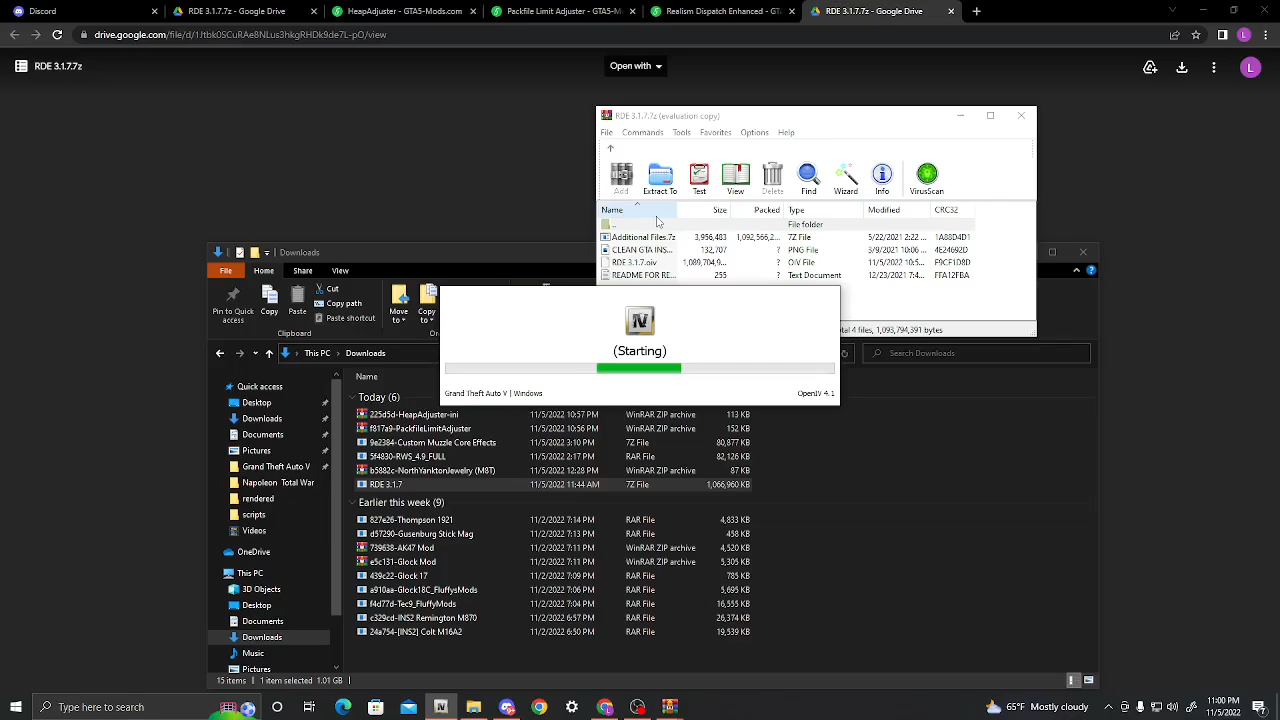 Discord
RDE 3.1.7.7z - Google Drive
HeapAdjuster - GTA5-Mods.com
Packfile Limit Adjuster - GTA5-M
Realism Dispatch Enhanced - GT
RDE 3.1.7.7z - Google Drive
RDE 3.1.7.7z
Open with
RDE 3.1.7.7z (evaluation copy)
File Commands Tools Favorites Options Help
Add Extract To Test View Delete Find Wizard Info VirusScan
Name Size Packed Type Modified CRC32
.. File folder
Additional Files.7z 3,956,483 1,092,566,2... 7Z File 5/22/2021 2:22 ... 1A88D4D1
CLEAN GTA INS... 132,707 ? PNG File 3/9/2021 10:06 ... 4E24692D
RDE 3.1.7.oiv 1,089,704,9... ? OIV File F9CF1D8D
README FOR RE... 255 ? Text Document 12/23/2021 7:4... FFA12FBA
tal 4 files, 1,093,794,391 bytes
Downloads
File Home Share View
Pin to Quick access
Copy
Paste
Cut
Copy path
Paste shortcut
Move to
Copy to
Clipboard
(Starting)
Grand Theft Auto V | Windows
OpenIV 4.1
This PC Downloads
Search Downloads
Name
Quick access
Desktop
Downloads
Documents
Pictures
Grand Theft Auto V
Napoleon Total War
rendered
scripts
Videos
OneDrive
This PC
3D Objects
Desktop
Documents
Downloads
Music
Pictures
Today (6)
225d5d-HeapAdjuster-ini 11/5/2022 10:57 PM WinRAR ZIP archive 113 KB
f817a9-PackfileLimitAdjuster 11/5/2022 10:56 PM WinRAR ZIP archive 152 KB
9e2384-Custom Muzzle Core Effects 11/5/2022 3:10 PM 7Z File 80,877 KB
5f4830-RWS_4.9_FULL 11/5/2022 2:17 PM RAR File 82,126 KB
b5882c-NorthYanktonJewelry (M8T) 11/5/2022 12:28 PM WinRAR ZIP archive 87 KB
RDE 3.1.7 11/5/2022 11:44 AM 7Z File 1,066,960 KB
Earlier this week (9)
827e26-Thompson 1921 11/2/2022 7:14 PM RAR File 4,833 KB
d57290-Gusenburg Stick Mag 11/2/2022 7:13 PM RAR File 458 KB
739638-AK47 Mod 11/2/2022 7:11 PM WinRAR ZIP archive 4,520 KB
e5c131-Glock Mod 11/2/2022 7:11 PM WinRAR ZIP archive 5,305 KB
459c22-Glock 17 11/2/2022 7:09 PM RAR File 785 KB
a910aa-Glock18C_FluffysMods 11/2/2022 7:07 PM RAR File 5,695 KB
f4d77d-Tec9_FluffyMods 11/2/2022 7:04 PM RAR File 16,555 KB
c329cd-INS2 Remington M870 11/2/2022 6:57 PM RAR File 26,374 KB
24a754-[INS2] Colt M16A2 11/2/2022 6:50 PM RAR File 19,539 KB
15 items 1 item selected 1.01 GB
Type here to search
65°F Mostly cloudy
11:00 PM
11/5/2022